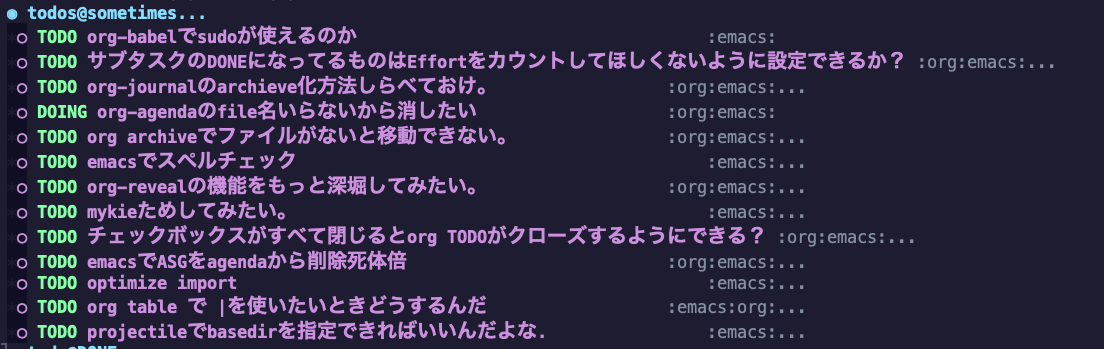 ◉ todos@sometimes...
○ TODO org-babelでsudoが使えるのか :emacs:
○ TODO サブタスクのDONEになってるものはEffortをカウントしてほしくないように設定できるか？ :org:emacs:...
○ TODO org-journalのarchieve化方法しらべておけ。 :org:emacs:...
○ DOING org-agendaのfile名いらないから消したい :org:emacs:
○ TODO org archiveでファイルがないと移動できない。 :org:emacs:...
○ TODO emacsでスペルチェック :emacs:...
○ TODO org-revealの機能をもっと深堀してみたい。 :org:emacs:...
○ TODO mykieためしてみたい。 :emacs:...
○ TODO チェックボックスがすべて閉じるとorg TODOがクローズするようにできる？ :org:emacs:...
○ TODO emacsでASGをagendaから削除死体倍 :org:emacs:...
○ TODO optimize import :emacs:...
○ TODO org table で |を使いたいときどうするんだ :emacs:org:...
○ TODO projectileでbasedirを指定できればいいんだよな. :emacs:...